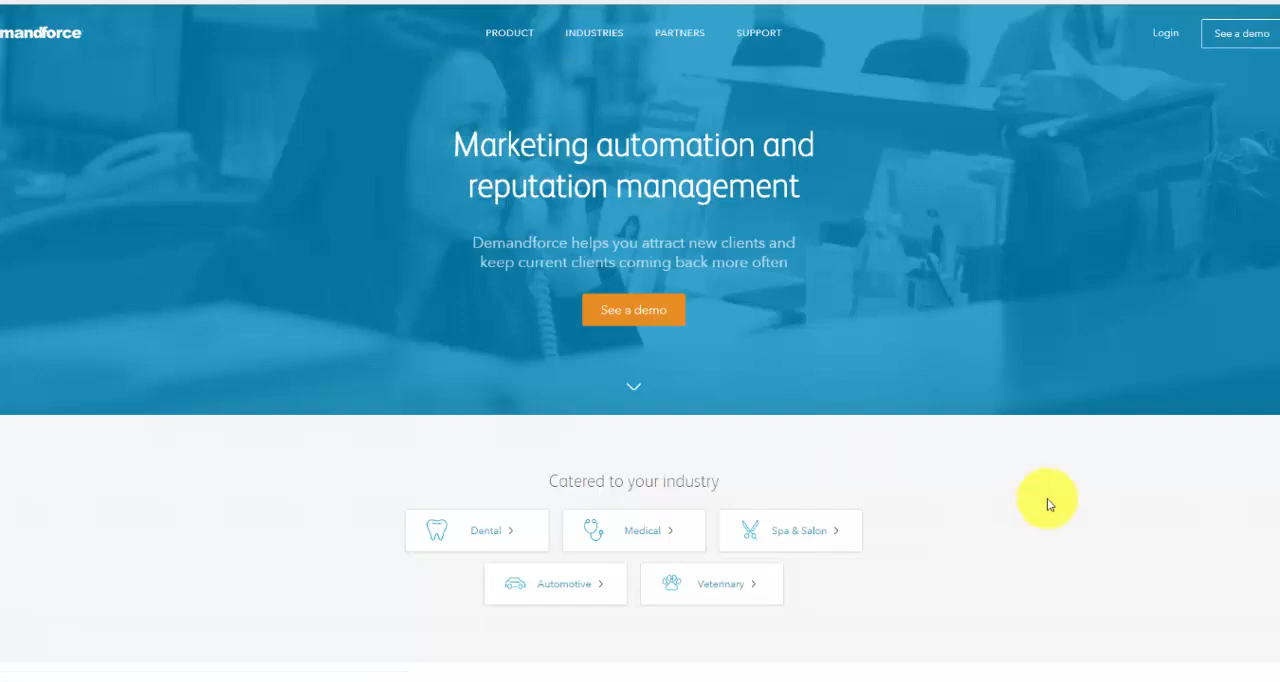 mandforce
PRODUCT INDUSTRIES PARTNERS SUPPORT
Login
See a demo
Marketing automation and
reputation management
Demandforce helps you attract new clients and
keep current clients coming back more often
See a demo
Catered to your industry
Dental
Medical
Spa & Salon
Automotive
Veterinary